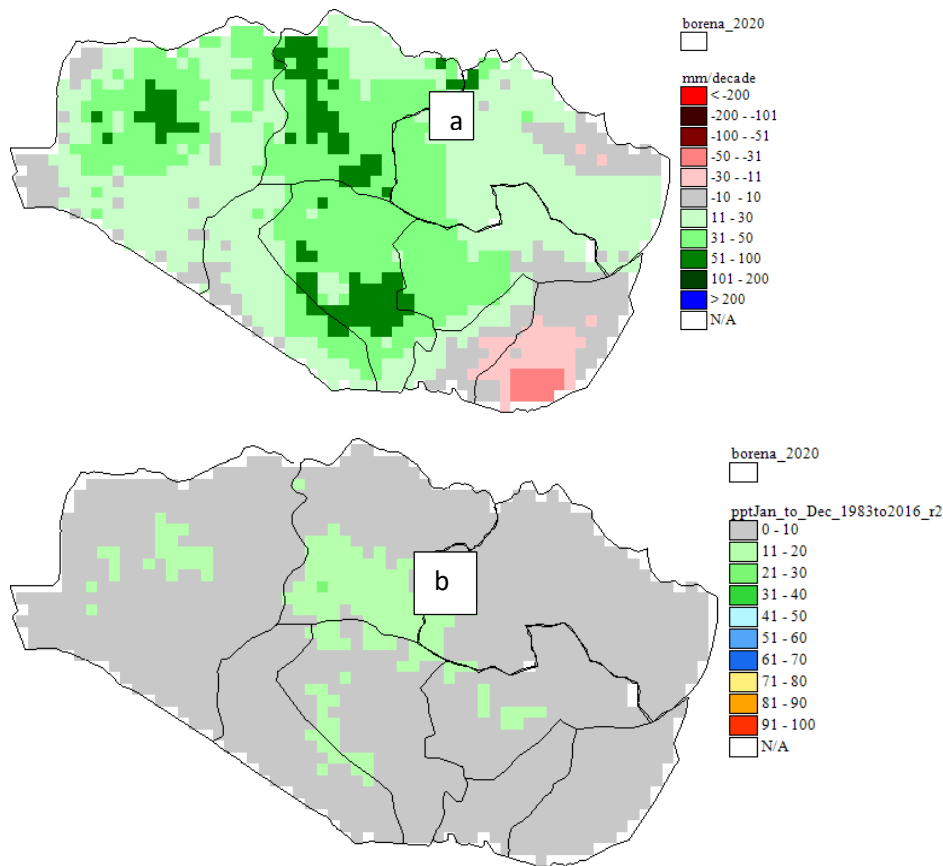 borena_2020
mm/decade
< -200
-200 - -101
-100 - -51
-50 - -31
-30 - -11
-10 - 10
11 - 30
31 - 50
51 - 100
101 - 200
> 200
N/A
a
borena_2020
pptJan_to_Dec_1983to2016_r2
0 - 10
11 - 20
21 - 30
31 - 40
41 - 50
51 - 60
61 - 70
71 - 80
81 - 90
91 - 100
N/A
b